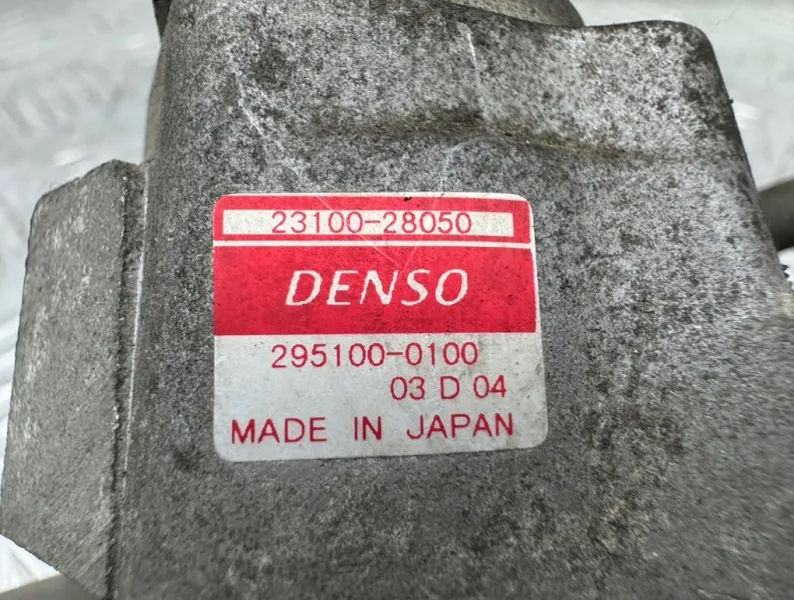 23100-28050
DENSO
295100-0100
03 D 04
MADE IN JAPAN